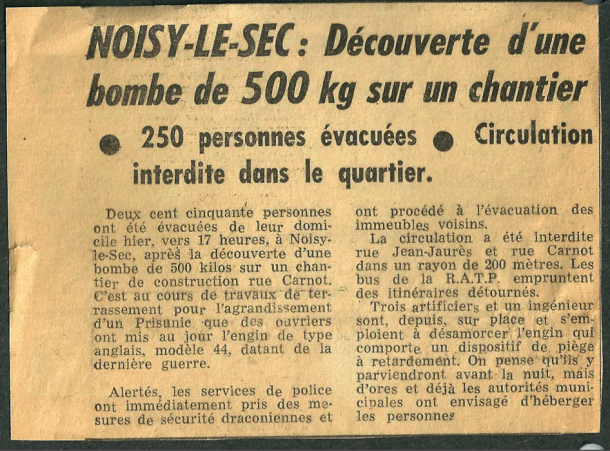 NOISY-LE-SEC : Découverte d'une
bombe de 500 kg sur un chantier
● 250 personnes évacuées ● Circulation
interdite dans le quartier.
Deux cent cinquante personnes
ont été évacuées de leur domi-
cile hier, vers 17 heures, à Noisy-
le-Sec, après la découverte d'une
bombe de 500 kilos sur un chan-
tier de construction rue Carnot.
C'est au cours de travaux de ter-
rassement pour l'agrandissement
d'un Prisunic que des ouvriers
ont mis au jour l'engin de type
anglais, modèle 44, datant de la
dernière guerre.
Alertés, les services de police
ont immédiatement pris des me-
sures de sécurité draconiennes et
ont procédé à l'évacuation des
immeubles voisins.
La circulation a été interdite
rue Jean-Jaurès et rue Carnot
dans un rayon de 200 mètres. Les
bus de la R.A.T.P. empruntent
des itinéraires détournés.
Trois artificiers et un ingénieur
sont, depuis, sur place et s'em-
ploient à désamorcer l'engin qui
comporte un dispositif de piège
à retardement. On pense qu'ils y
parviendront avant la nuit, mais
d'ores et déjà les autorités muni-
cipales ont envisagé d'héberger
les personnes